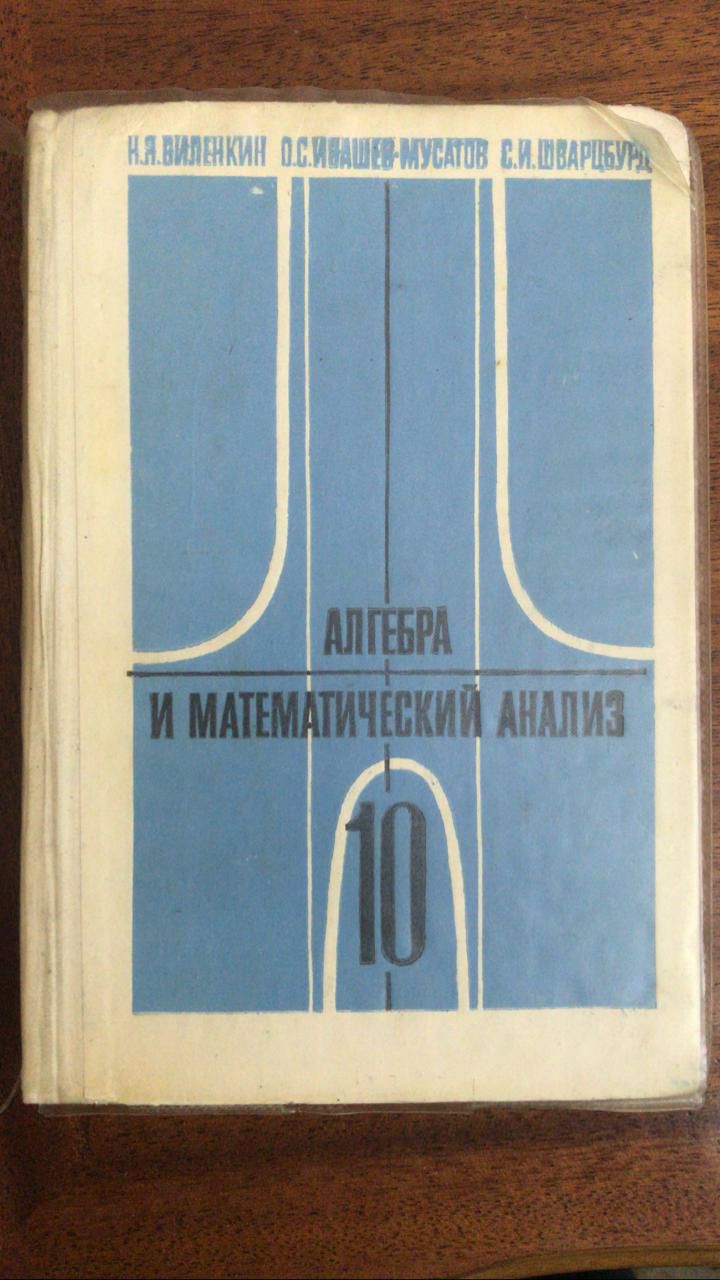 Н.Я.ВИЛЕНКИН О.С.ИВАШЕВ-МУСАТОВ С.И.ШВАРЦБУРД
АЛГЕБРА
И МАТЕМАТИЧЕСКИЙ АНАЛИЗ
10